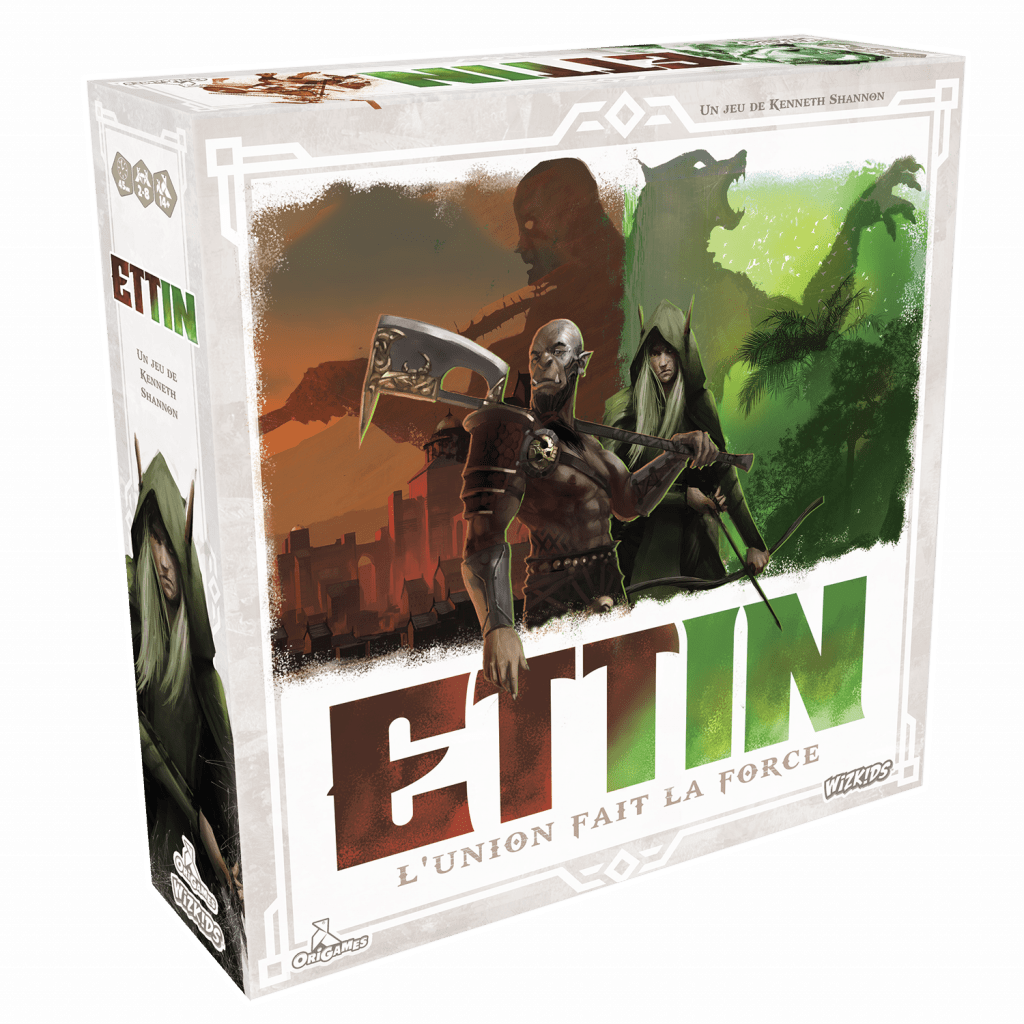 ETTIN
UN JEU DE KENNETH SHANNON
ETTIN
UN JEU DE
KENNETH
SHANNON
ETTIN
L'UNION FAIT LA FORCE
WIZKIDS
ORIGAMES
WIZKIDS
ORIGAMES